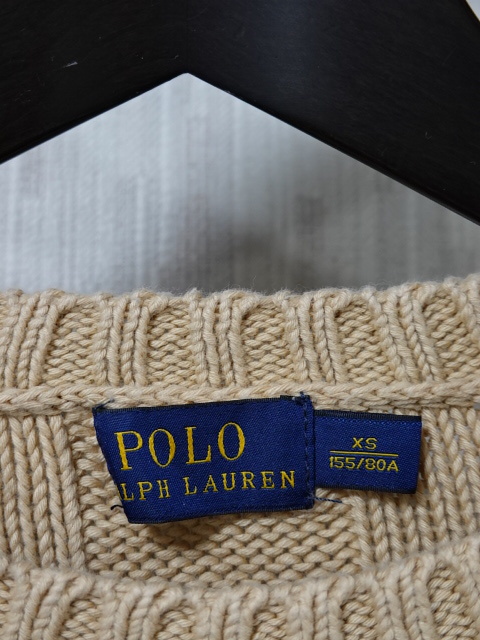 POLO
LPH LAUREN
XS
155/80A